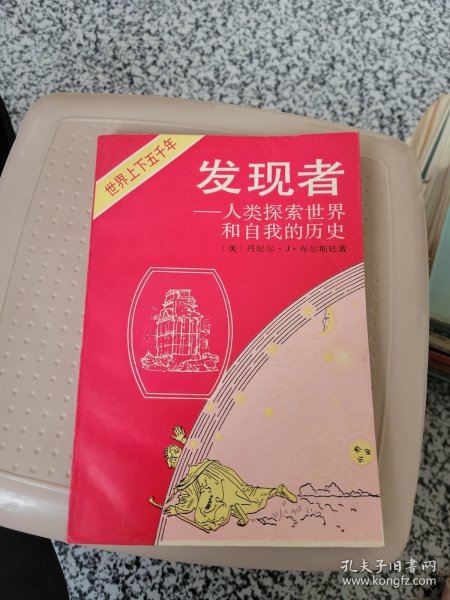 世界上下五千年
发现者
——人类探索世界
和自我的历史
〔美〕丹尼尔·J·布尔斯廷著
孔夫子旧书网
www.kongfz.com